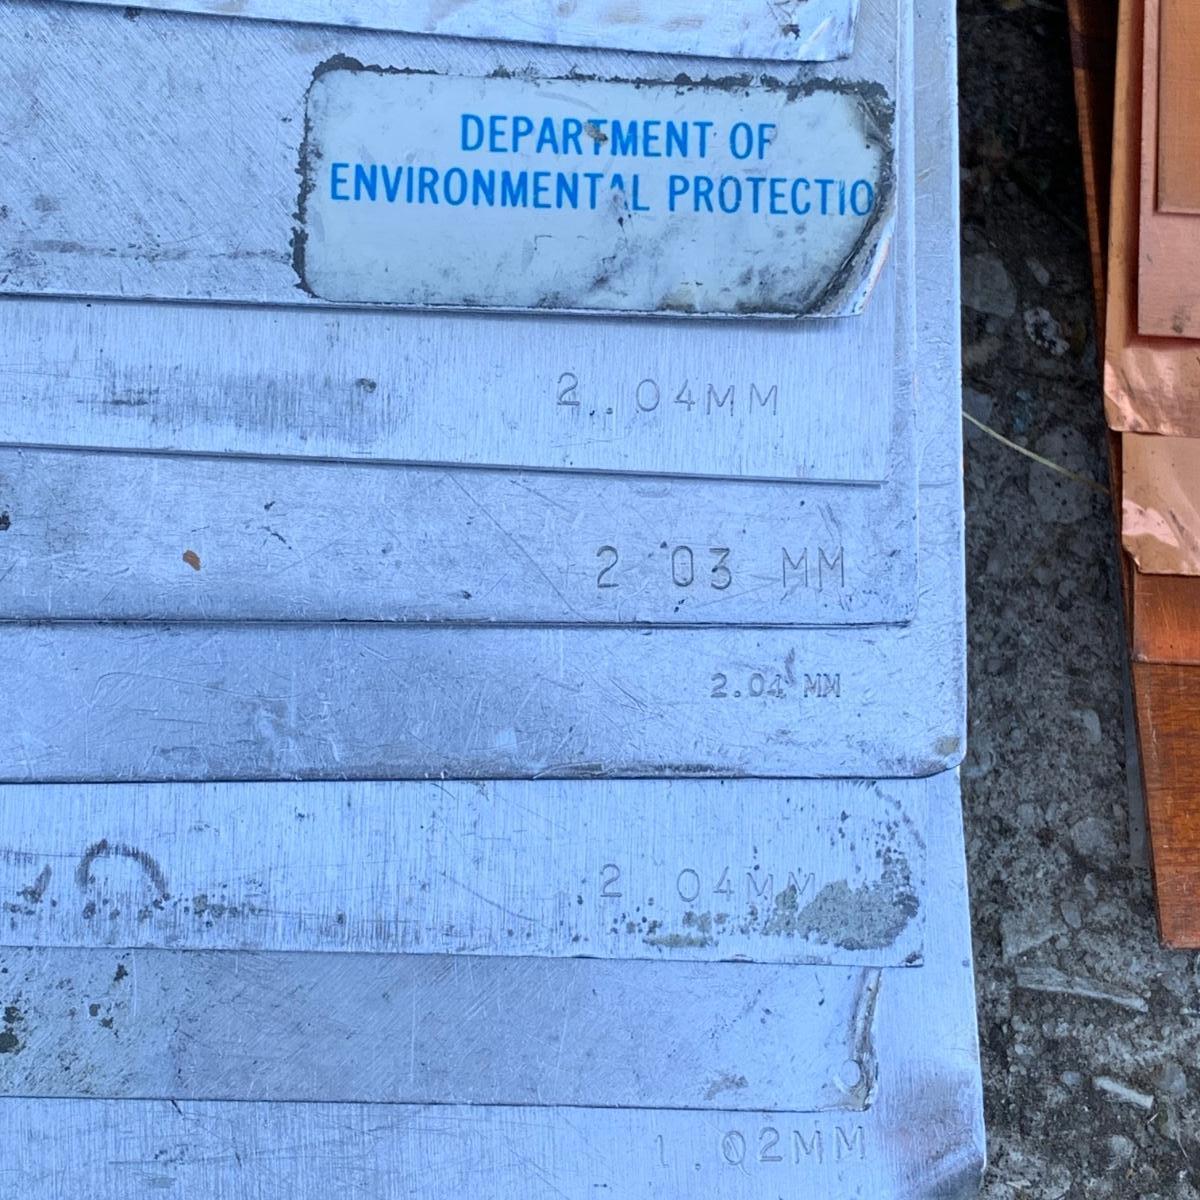 DEPARTMENT OF
ENVIRONMENTAL PROTECTIO
2.04MM
2 03 MM
2.04 MM
2.04MM
1.02MM